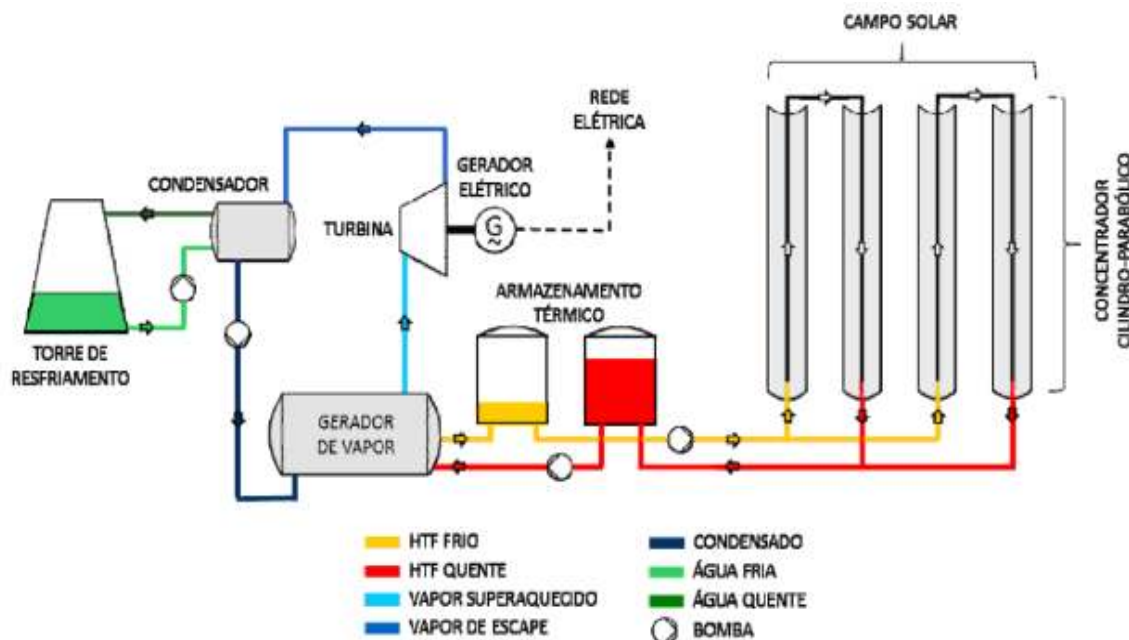 CAMPO SOLAR
REDE
ELÉTRICA
CONDENSADOR
GERADOR
ELÉTRICO
TURBINA
G
~
CONCENTRADOR
CILINDRO-PARABÓLICO
ARMAZENAMENTO
TÉRMICO
TORRE DE
RESFRIAMENTO
GERADOR
DE VAPOR
HTF FRIO
HTF QUENTE
VAPOR SUPERAQUECIDO
VAPOR DE ESCAPE
CONDENSADO
ÁGUA FRIA
ÁGUA QUENTE
BOMBA